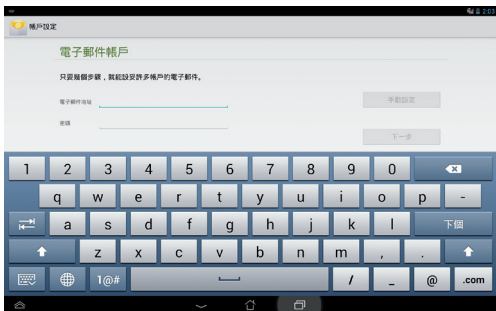 2:03
帳戶設定
電子郵件帳戶
只要幾個步驟，就能設妥許多帳戶的電子郵件。
電子郵件地址
手動設定
密碼
下一步
1 2 3 4 5 6 7 8 9 0
q w e r t y u i o p -
a s d f g h j k l 下個
z x c v b n m , .
1@# / _ @ .com